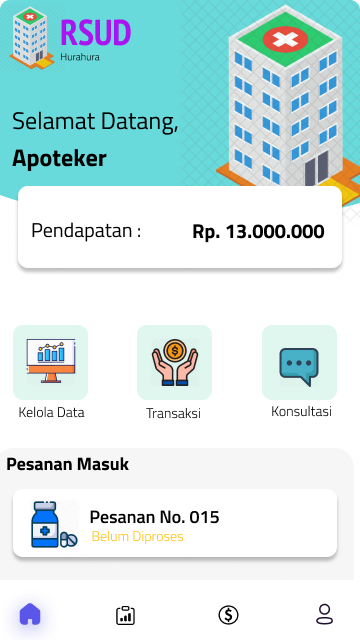 RSUD
Hurahura
Selamat Datang,
Apoteker
Pendapatan : Rp. 13.000.000
Kelola Data Transaksi Konsultasi
Pesanan Masuk
Pesanan No. 015
Belum Diproses